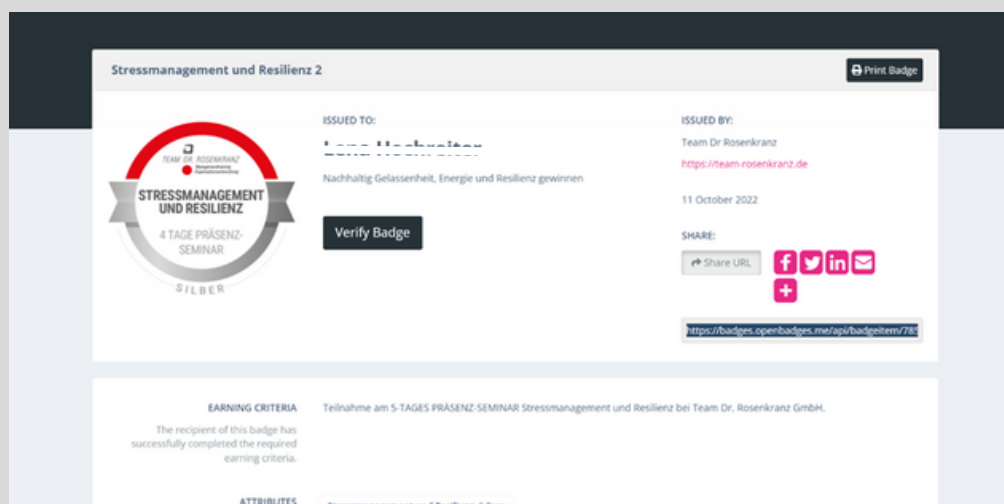 Stressmanagement und Resilienz 2
Print Badge
TEAM DR. ROSENKRANZ
STRESSMANAGEMENT
UND RESILIENZ
4 TAGE PRÄSENZ-
SEMINAR
SILBER
ISSUED TO:
Nachhaltig Gelassenheit, Energie und Resilienz gewinnen
Verify Badge
ISSUED BY:
Team Dr Rosenkranz
https://team-rosenkranz.de
11 October 2022
SHARE:
Share URL
https://badges.openbadges.me/api/badgeitem/785
EARNING CRITERIA
The recipient of this badge has
successfully completed the required
earning criteria.
Teilnahme am 5-TAGES PRÄSENZ-SEMINAR Stressmanagement und Resilienz bei Team Dr. Rosenkranz GmbH.
ATTRIBUTES